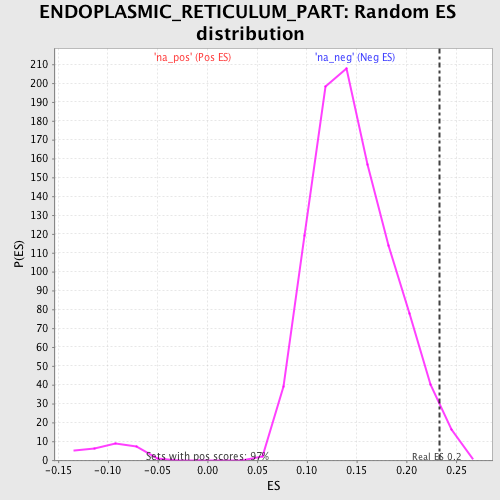 ENDOPLASMIC_RETICULUM_PART: Random ES
distribution
'na_pos' (Pos ES) 'na_neg' (Neg ES)
210
200
190
180
170
160
150
140
130
120
110
100
90
80
70
60
50
40
30
20
10
0
P(ES)
Sets with pos scores: 97%
Real ES 0.2
-0.15 -0.10 -0.05 0.00 0.05 0.10 0.15 0.20 0.25
ES